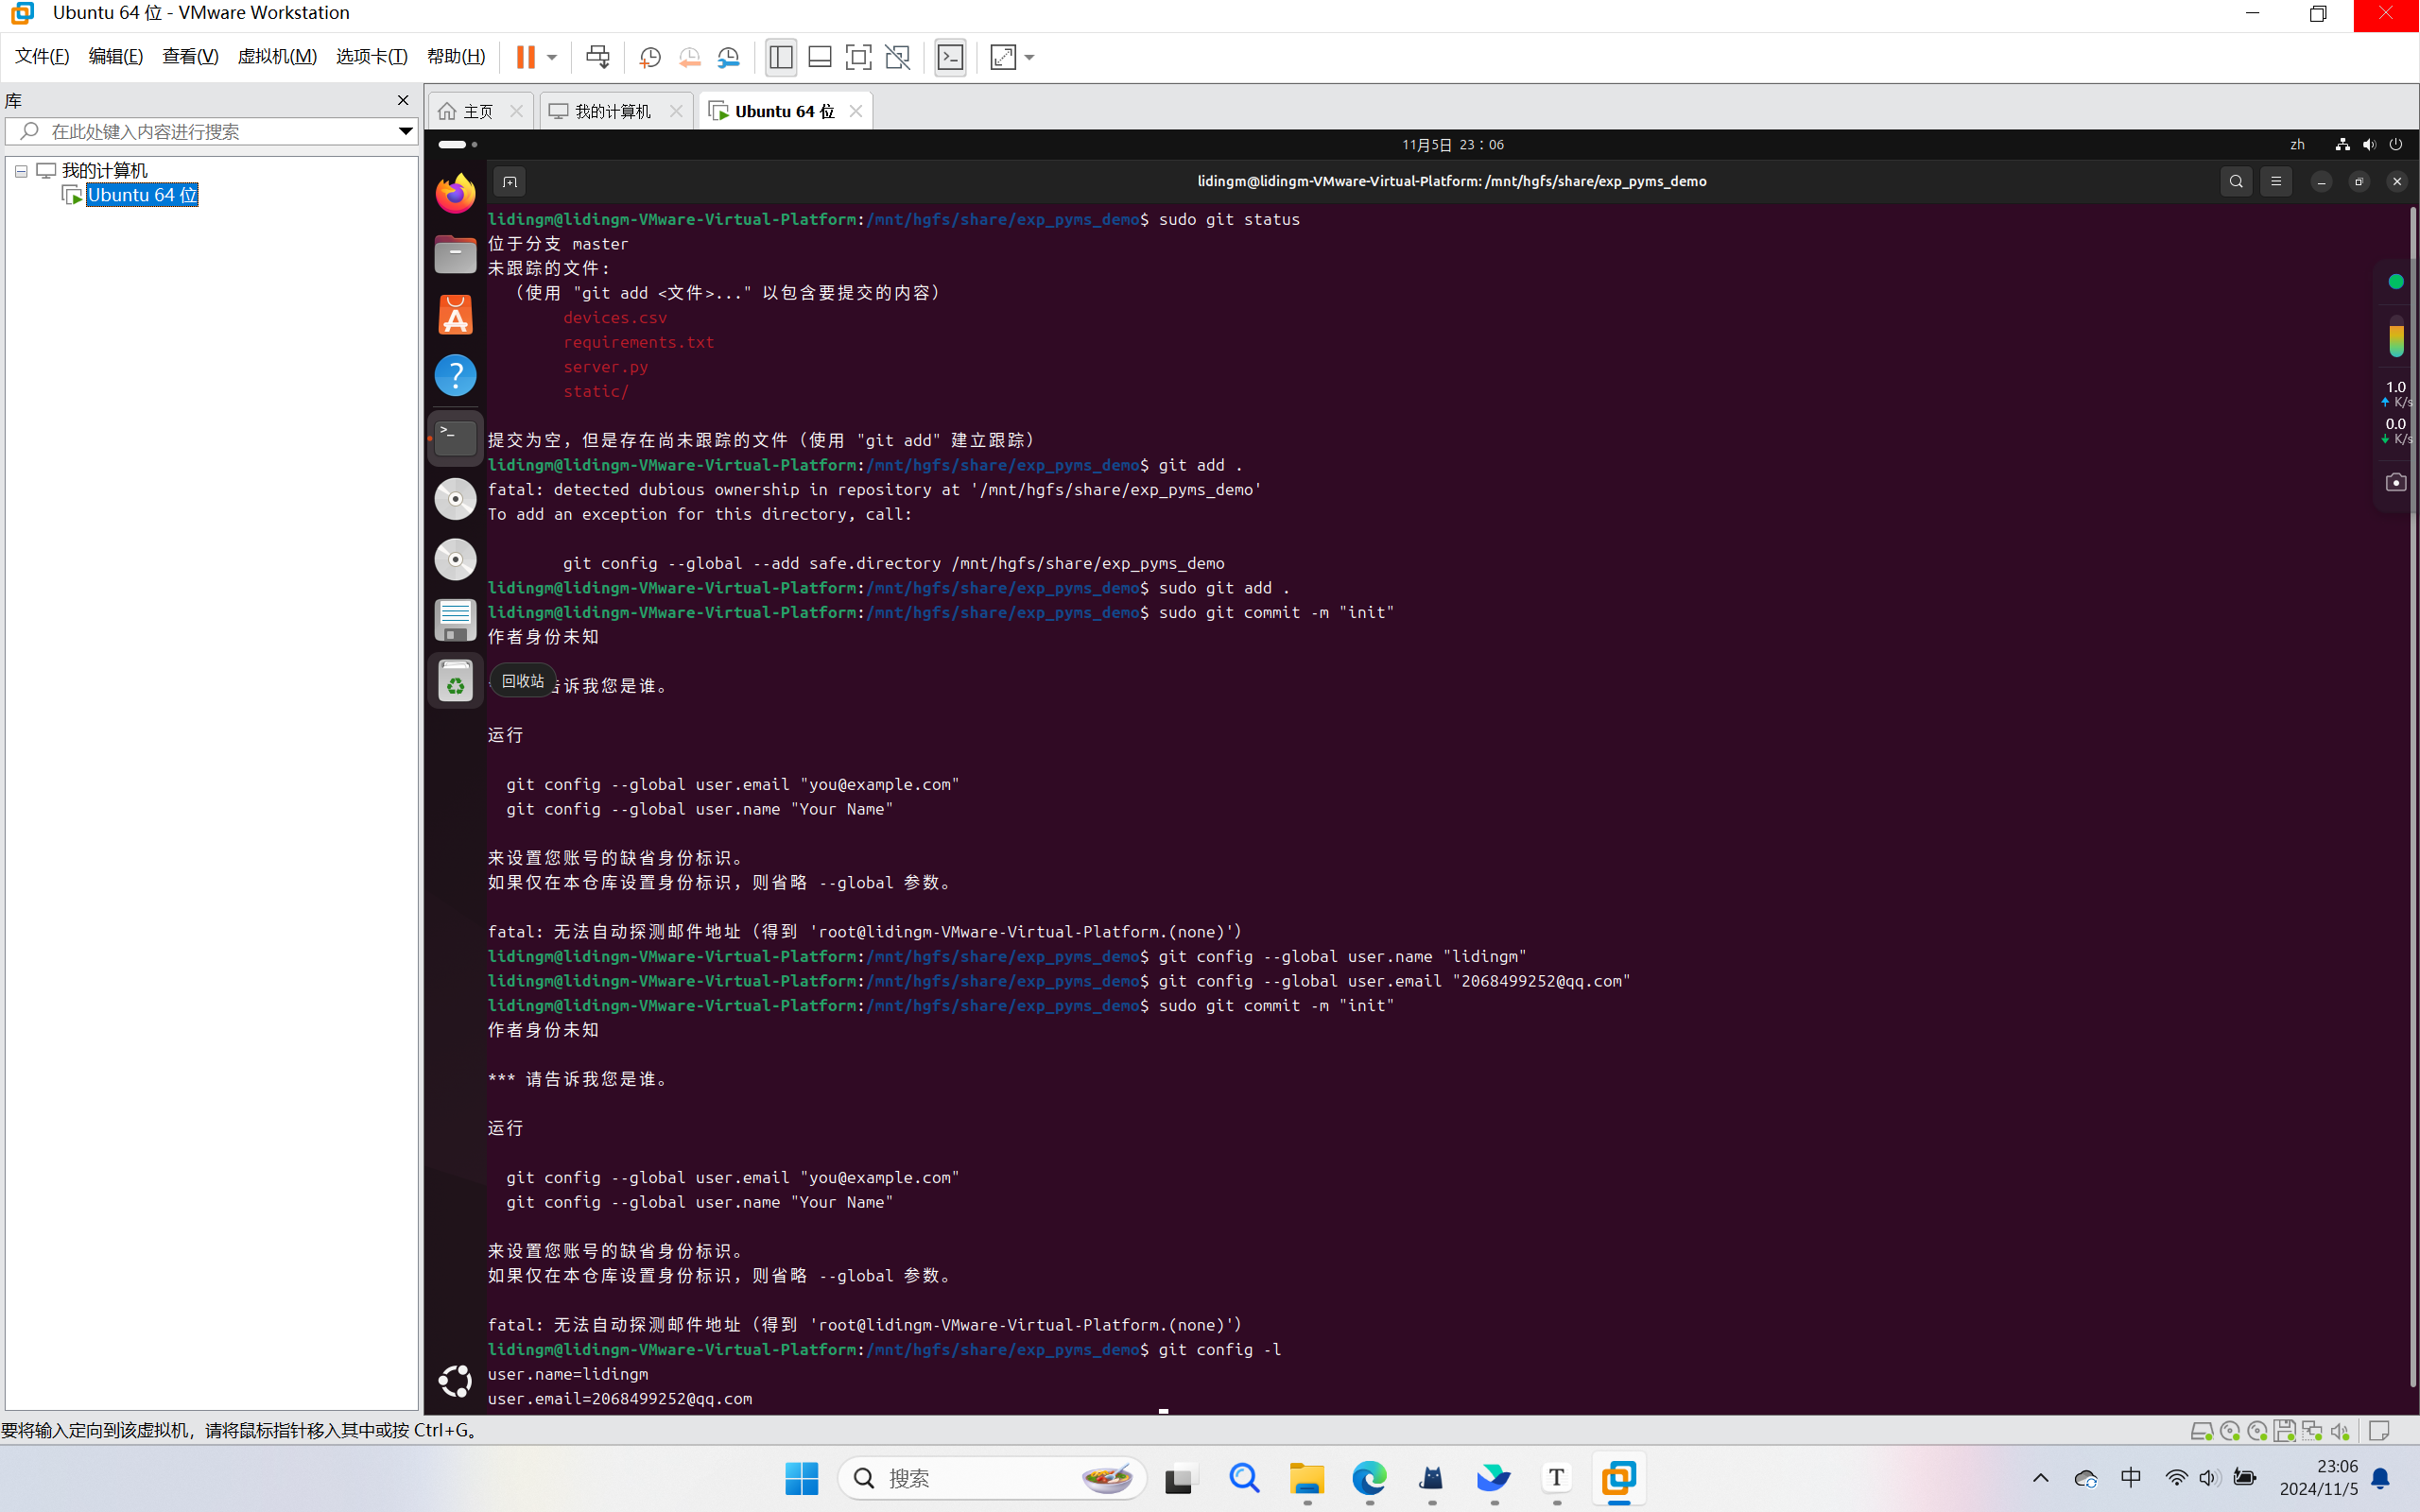 Ubuntu 64 位 - VMware Workstation
文件(F) 编辑(E) 查看(V) 虚拟机(M) 选项卡(T) 帮助(H)
库
在此处键入内容进行搜索
我的计算机
Ubuntu 64 位
主页 我的计算机 Ubuntu 64 位
11月5日 23:06
zh
lidingm@lidingm-VMware-Virtual-Platform: /mnt/hgfs/share/exp_pyms_demo
lidingm@lidingm-VMware-Virtual-Platform:/mnt/hgfs/share/exp_pyms_demo$ sudo git status
位于分支 master
未跟踪的文件:
（使用 "git add <文件>..." 以包含要提交的内容）
devices.csv
requirements.txt
server.py
static/
提交为空，但是存在尚未跟踪的文件（使用 "git add" 建立跟踪）
lidingm@lidingm-VMware-Virtual-Platform:/mnt/hgfs/share/exp_pyms_demo$ git add .
fatal: detected dubious ownership in repository at '/mnt/hgfs/share/exp_pyms_demo'
To add an exception for this directory, call:
git config --global --add safe.directory /mnt/hgfs/share/exp_pyms_demo
lidingm@lidingm-VMware-Virtual-Platform:/mnt/hgfs/share/exp_pyms_demo$ sudo git add .
lidingm@lidingm-VMware-Virtual-Platform:/mnt/hgfs/share/exp_pyms_demo$ sudo git commit -m "init"
作者身份未知
回收站
告诉我您是谁。
运行
git config --global user.email "you@example.com"
git config --global user.name "Your Name"
来设置您账号的缺省身份标识。
如果仅在本仓库设置身份标识，则省略 --global 参数。
fatal: 无法自动探测邮件地址（得到 'root@lidingm-VMware-Virtual-Platform.(none)'）
lidingm@lidingm-VMware-Virtual-Platform:/mnt/hgfs/share/exp_pyms_demo$ git config --global user.name "lidingm"
lidingm@lidingm-VMware-Virtual-Platform:/mnt/hgfs/share/exp_pyms_demo$ git config --global user.email "2068499252@qq.com"
lidingm@lidingm-VMware-Virtual-Platform:/mnt/hgfs/share/exp_pyms_demo$ sudo git commit -m "init"
作者身份未知
*** 请告诉我您是谁。
运行
git config --global user.email "you@example.com"
git config --global user.name "Your Name"
来设置您账号的缺省身份标识。
如果仅在本仓库设置身份标识，则省略 --global 参数。
fatal: 无法自动探测邮件地址（得到 'root@lidingm-VMware-Virtual-Platform.(none)'）
lidingm@lidingm-VMware-Virtual-Platform:/mnt/hgfs/share/exp_pyms_demo$ git config -l
user.name=lidingm
user.email=2068499252@qq.com
1.0
K/s
0.0
K/s
要将输入定向到该虚拟机，请将鼠标指针移入其中或按 Ctrl+G。
搜索
T
中
23:06
2024/11/5